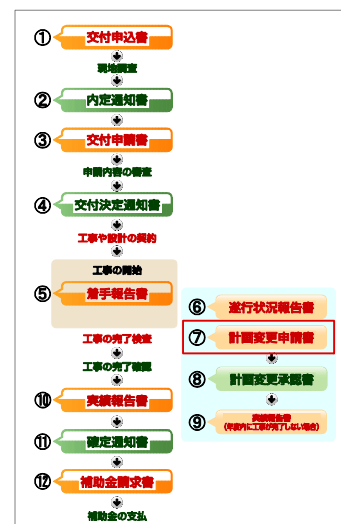 ① 交付申込書
現地調査
② 内定通知書
③ 交付申請書
申請内容の審査
④ 交付決定通知書
工事や設計の契約
工事の開始
⑤ 着手報告書
工事の完了検査
工事の完了確認
⑩ 実績報告書
⑪ 確定通知書
⑫ 補助金請求書
補助金の支払
⑥ 遂行状況報告書
⑦ 計画変更申請書
⑧ 計画変更承認書
⑨ 実績報告書
(年度内に工事が完了しない場合)